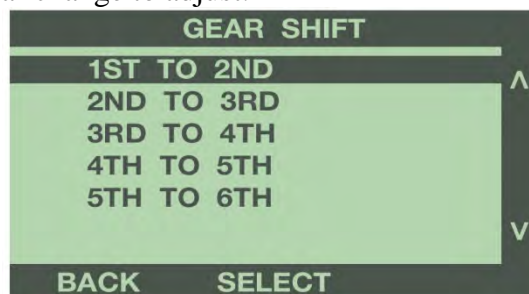 GEAR SHIFT
1ST TO 2ND
2ND TO 3RD
3RD TO 4TH
4TH TO 5TH
5TH TO 6TH
BACK SELECT